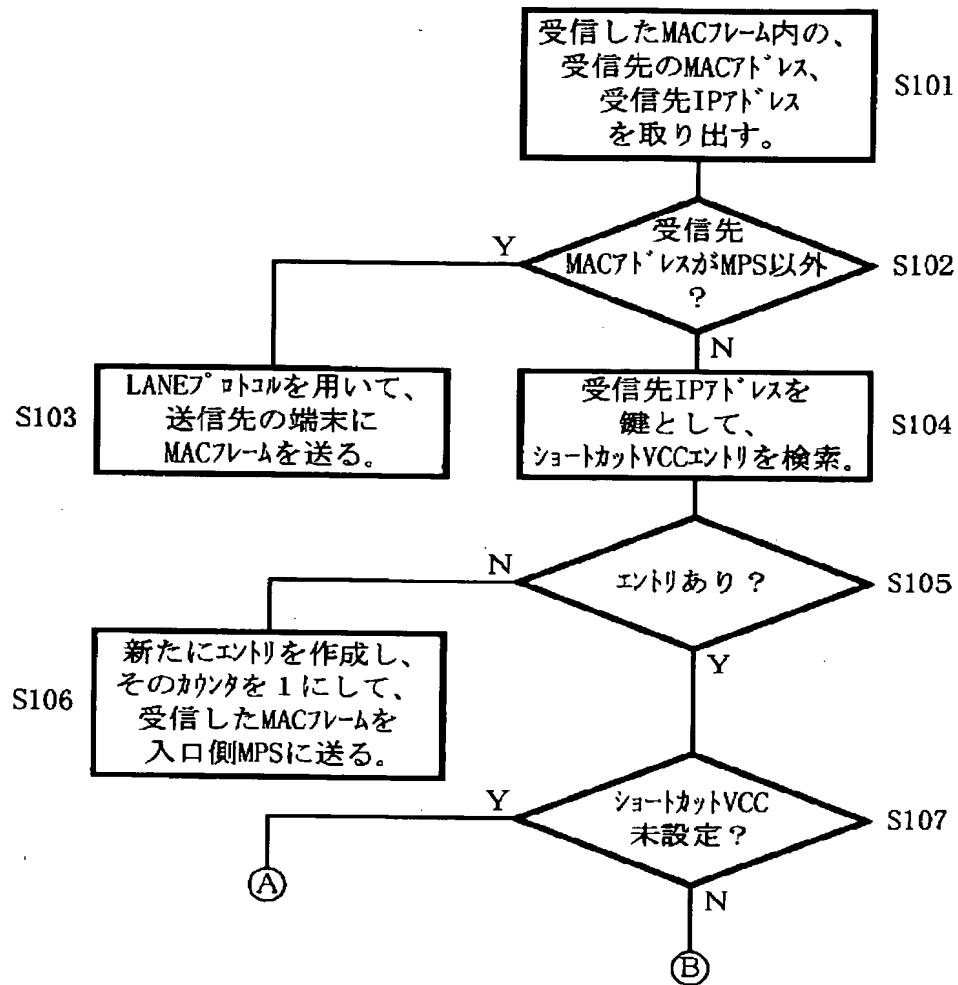 受信したMACフレーム内の、
受信先のMACアドレス、
受信先IPアドレス
を取り出す。
S101
受信先
MACアドレスがMPS以外
?
S102
Y
N
LANEプロトコルを用いて、
送信先の端末に
MACフレームを送る。
S103
受信先IPアドレスを
鍵として、
ショートカットVCCエントリを検索。
S104
エントリあり?
S105
N
Y
新たにエントリを作成し、
そのカウンタを1にして、
受信したMACフレームを
入口側MPSに送る。
S106
ショートカットVCC
未設定?
S107
Y
N
A
B